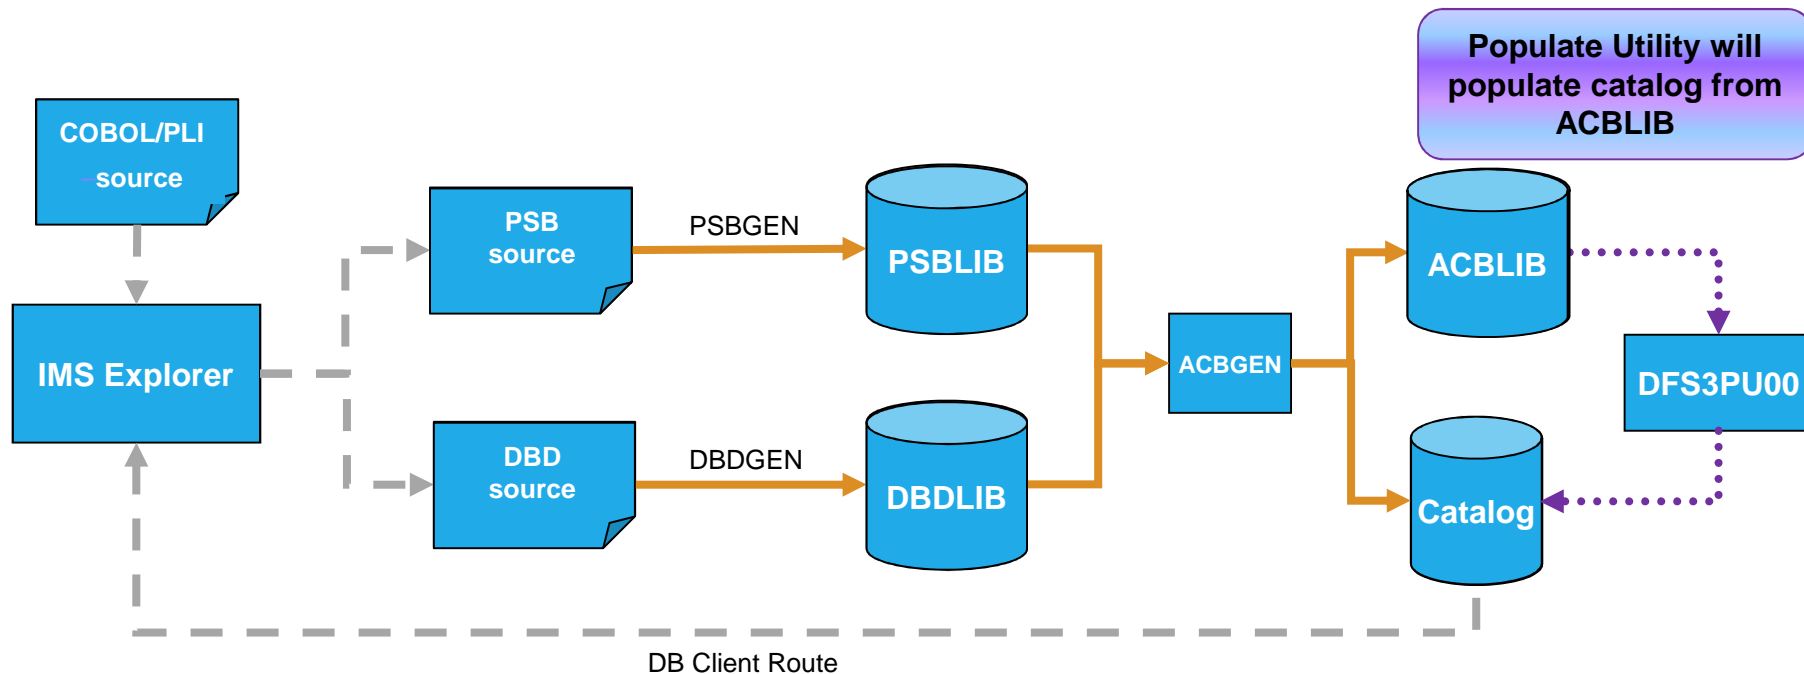 Populate Utility will
populate catalog from
ACBLIB
COBOL/PLI
source
PSB
source
PSBGEN
PSBLIB
ACBLIB
IMS Explorer
ACBGEN
DFS3PU00
DBD
source
DBDGEN
DBDLIB
Catalog
DB Client Route